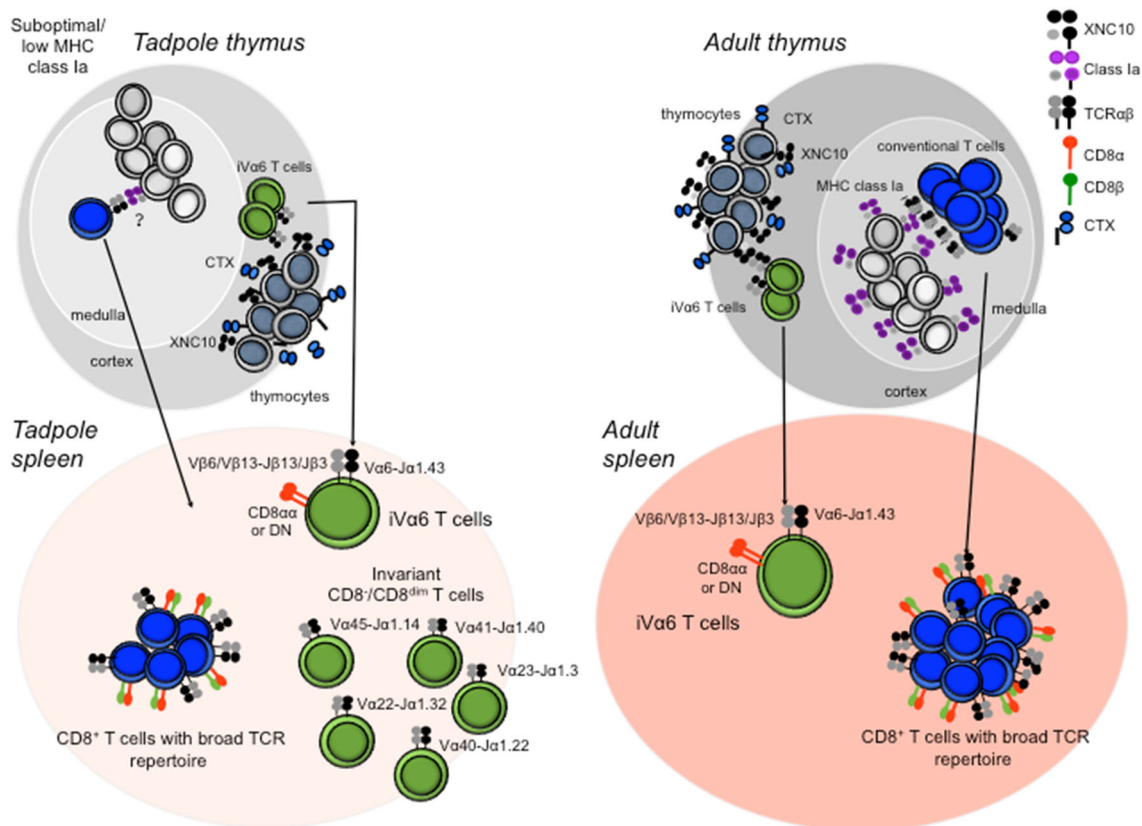 Suboptimal/
low MHC
class Ia
Tadpole thymus
iVα6 T cells
?
CTX
medulla
XNC10
cortex
thymocytes
Adult thymus
thymocytes
CTX
XNC10
conventional T cells
MHC class Ia
iVα6 T cells
medulla
cortex
XNC10
Class Ia
TCRαβ
CD8α
CD8β
CTX
Tadpole
spleen
Vβ6/Vβ13-Jβ13/Jβ3
Vα6-Jα1.43
CD8αα
or DN
iVα6 T cells
Invariant
CD8⁻/CD8ᵈⁱᵐ T cells
Vα45-Jα1.14
Vα41-Jα1.40
Vα23-Jα1.3
Vα22-Jα1.32
Vα40-Jα1.22
CD8⁺ T cells with broad TCR
repertoire
Adult
spleen
Vβ6/Vβ13-Jβ13/Jβ3
Vα6-Jα1.43
CD8αα
or DN
iVα6 T cells
CD8⁺ T cells with broad TCR
repertoire